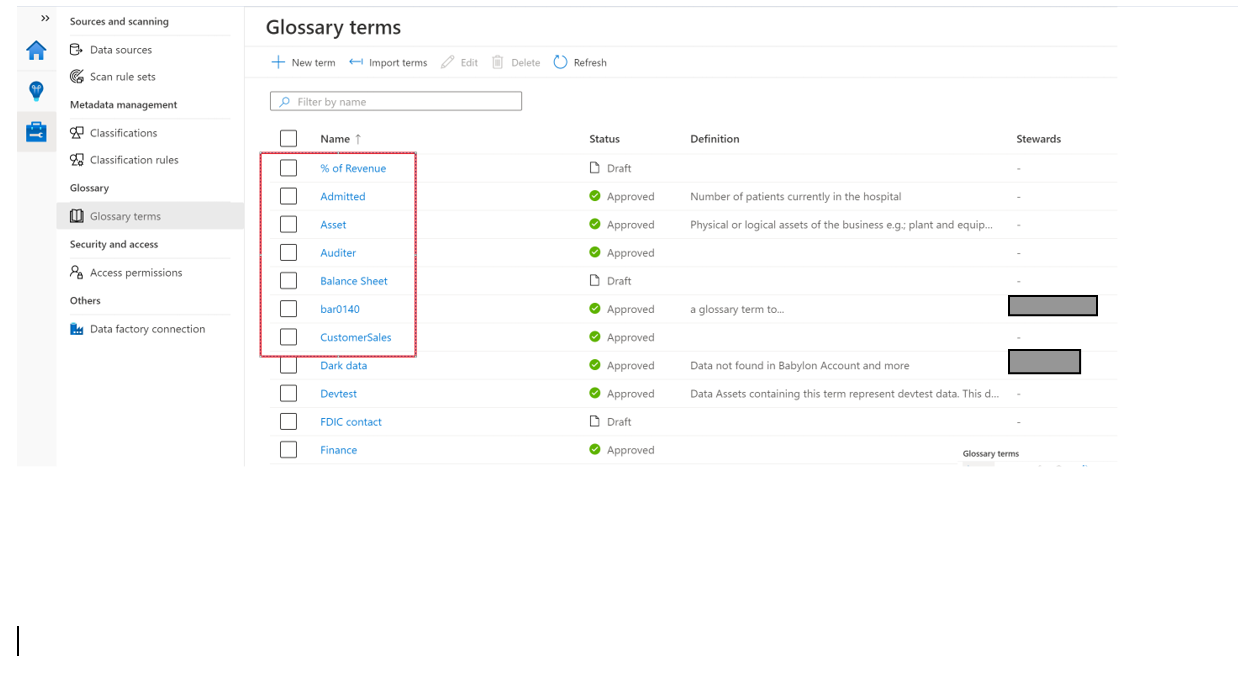 Sources and scanning
Data sources
Scan rule sets
Metadata management
Classifications
Classification rules
Glossary
Glossary terms
Security and access
Access permissions
Others
Data factory connection
Glossary terms
New term Import terms Edit Delete Refresh
Filter by name
Name ↑ Status Definition Stewards
% of Revenue Draft -
Admitted Approved Number of patients currently in the hospital -
Asset Approved Physical or logical assets of the business e.g.; plant and equip... -
Auditer Approved -
Balance Sheet Draft -
bar0140 Approved a glossary term to...
CustomerSales Approved -
Dark data Approved Data not found in Babylon Account and more
Devtest Approved Data Assets containing this term represent devtest data. This d... -
FDIC contact Draft -
Finance Approved
Glossary terms